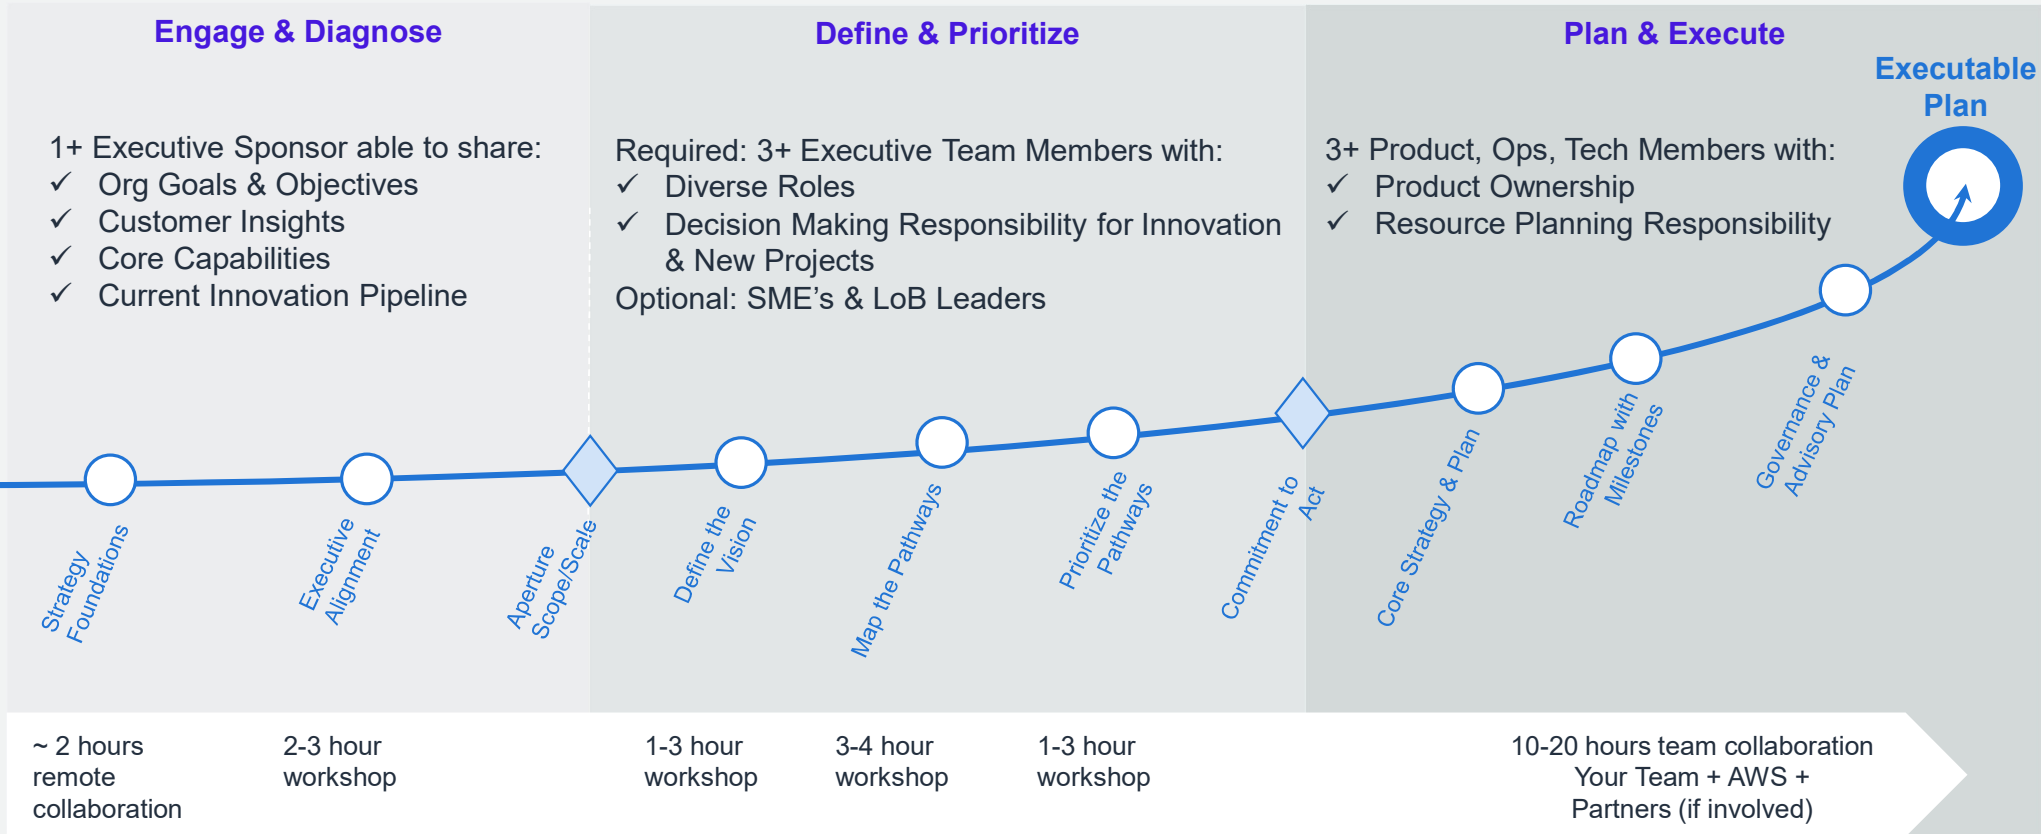 Engage & Diagnose
Define & Prioritize
Plan & Execute
Executable
Plan
1+ Executive Sponsor able to share:
✓ Org Goals & Objectives
✓ Customer Insights
✓ Core Capabilities
✓ Current Innovation Pipeline
Required: 3+ Executive Team Members with:
✓ Diverse Roles
✓ Decision Making Responsibility for Innovation
& New Projects
Optional: SME’s & LoB Leaders
3+ Product, Ops, Tech Members with:
✓ Product Ownership
✓ Resource Planning Responsibility
Strategy
Foundations
Executive
Alignment
Aperture
Scope/Scale
Define the
Vision
Map the Pathways
Prioritize the
Pathways
Commitment to
Act
Core Strategy & Plan
Roadmap with
Milestones
Governance &
Advisory Plan
~ 2 hours
remote
collaboration
2-3 hour
workshop
1-3 hour
workshop
3-4 hour
workshop
1-3 hour
workshop
10-20 hours team collaboration
Your Team + AWS +
Partners (if involved)